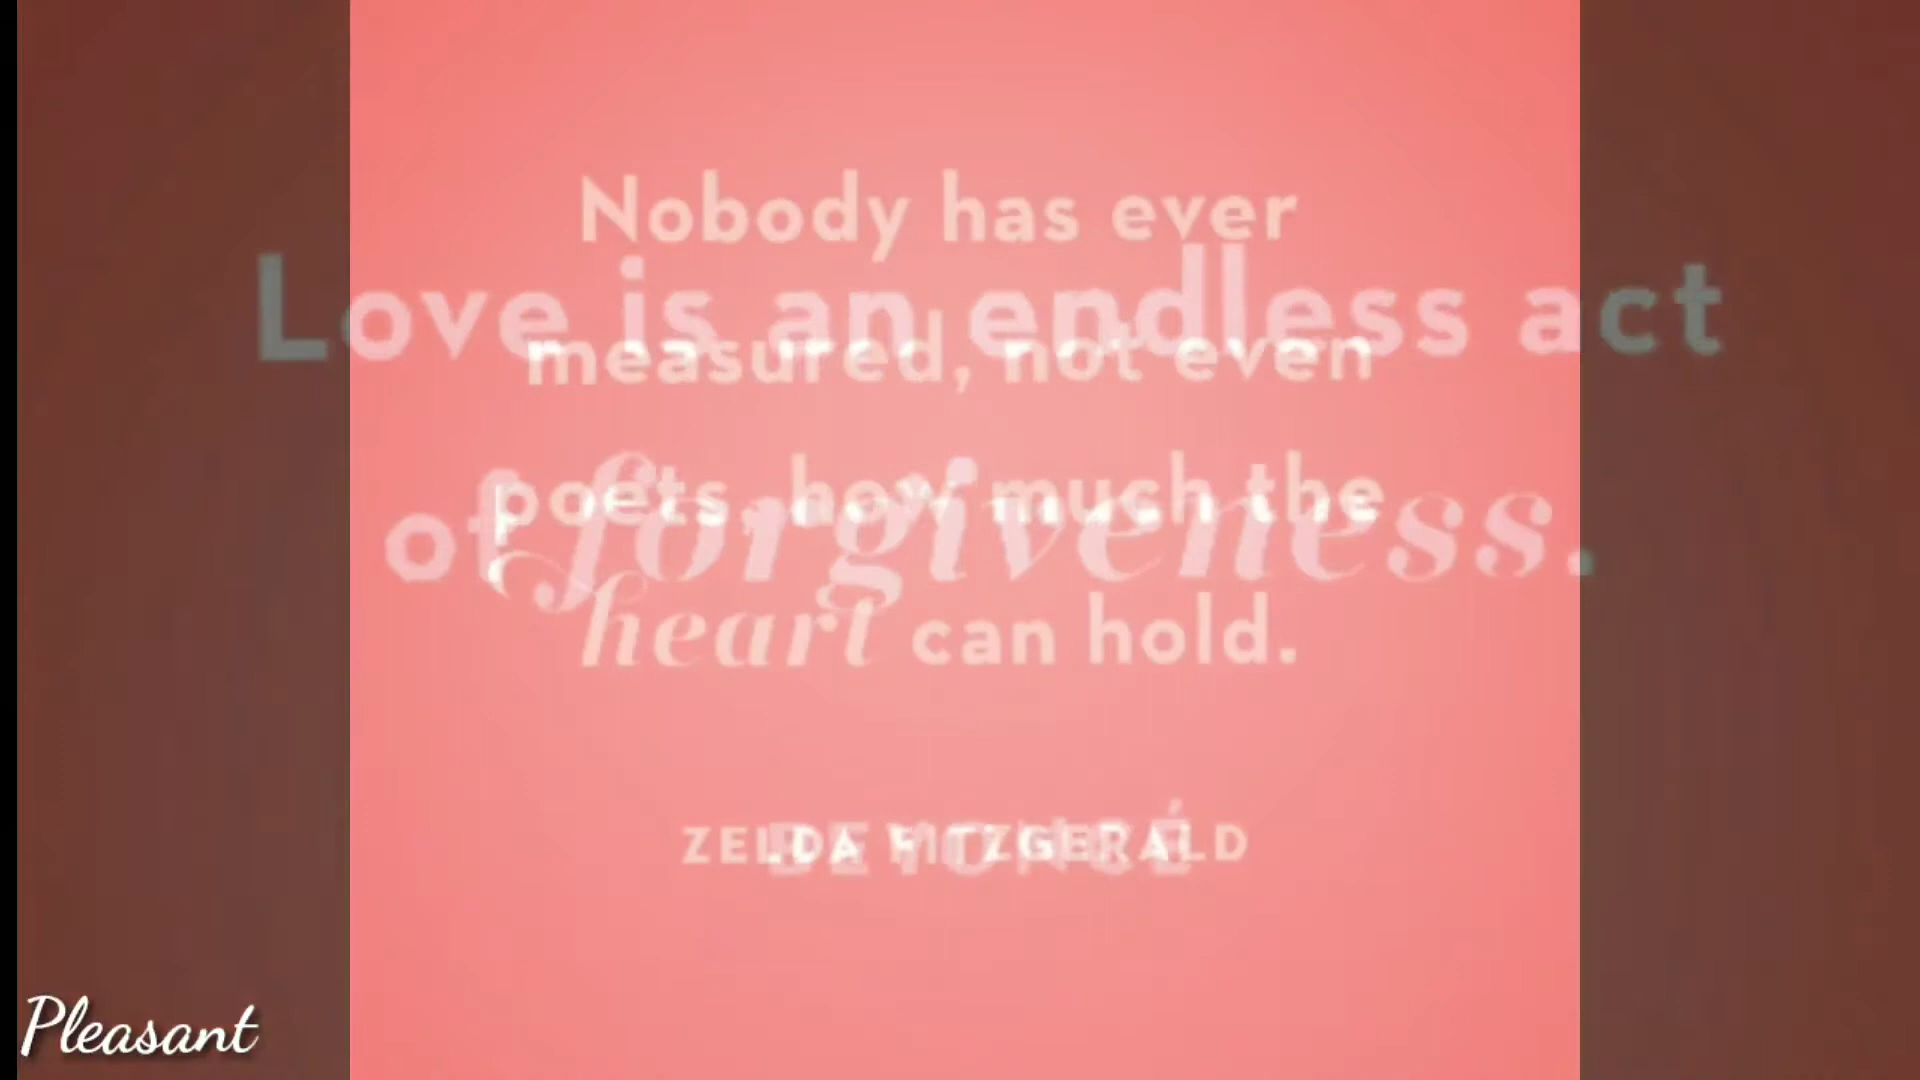 Nobody has ever
measured, not even
poets, how much the
heart can hold.
ZELDA FITZGERALD
Love is an endless act
of forgiveness.
BEYONCÉ
Pleasant